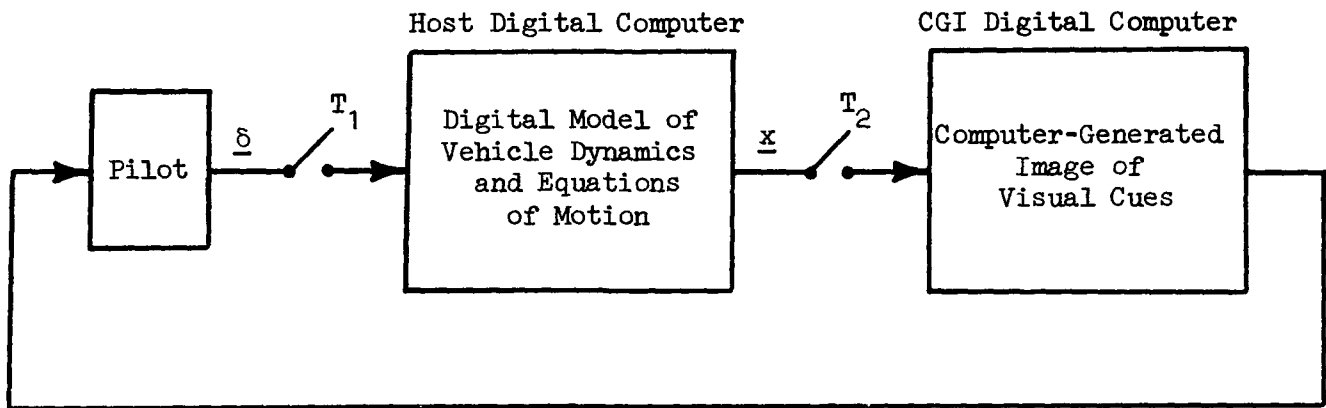 Host Digital Computer
CGI Digital Computer
Pilot
δ
T1
Digital Model of
Vehicle Dynamics
and Equations
of Motion
x
T2
Computer-Generated
Image of
Visual Cues